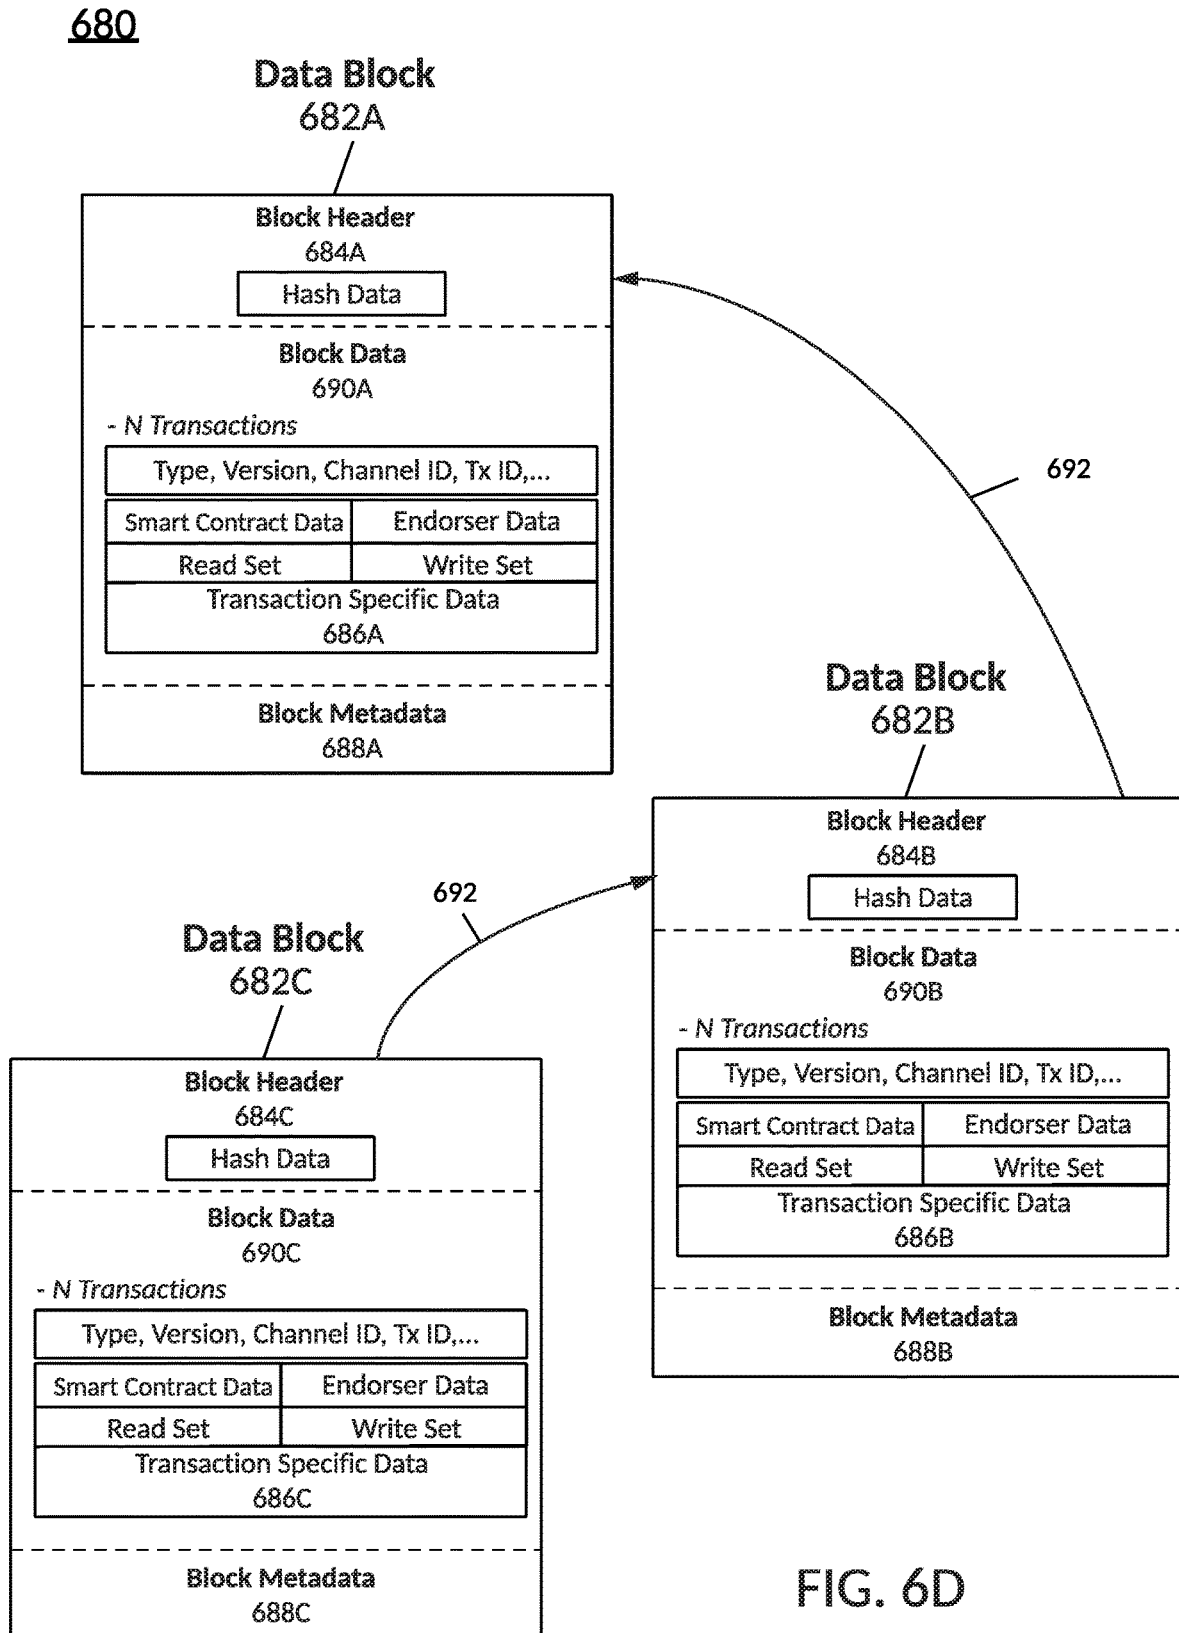 680
Data Block
682A
Block Header
684A
Hash Data
Block Data
690A
- N Transactions
Type, Version, Channel ID, Tx ID,...
Smart Contract Data Endorser Data
Read Set Write Set
Transaction Specific Data
686A
Block Metadata
688A
692
Data Block
682B
Block Header
684B
Hash Data
Block Data
690B
- N Transactions
Type, Version, Channel ID, Tx ID,...
Smart Contract Data Endorser Data
Read Set Write Set
Transaction Specific Data
686B
Block Metadata
688B
692
Data Block
682C
Block Header
684C
Hash Data
Block Data
690C
- N Transactions
Type, Version, Channel ID, Tx ID,...
Smart Contract Data Endorser Data
Read Set Write Set
Transaction Specific Data
686C
Block Metadata
688C
FIG. 6D